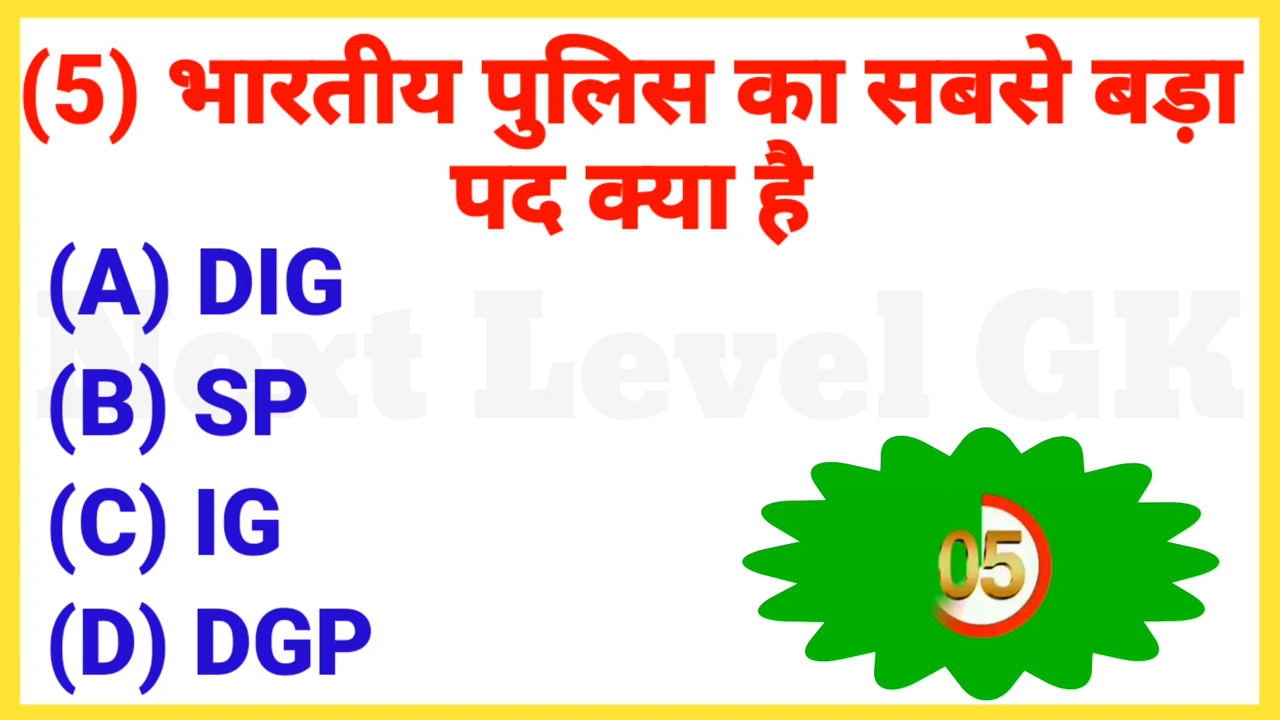 (5) भारतीय पुलिस का सबसे बड़ा
पद क्या है
(A) DIG
Next Level GK
(B) SP
(C) IG
05
(D) DGP